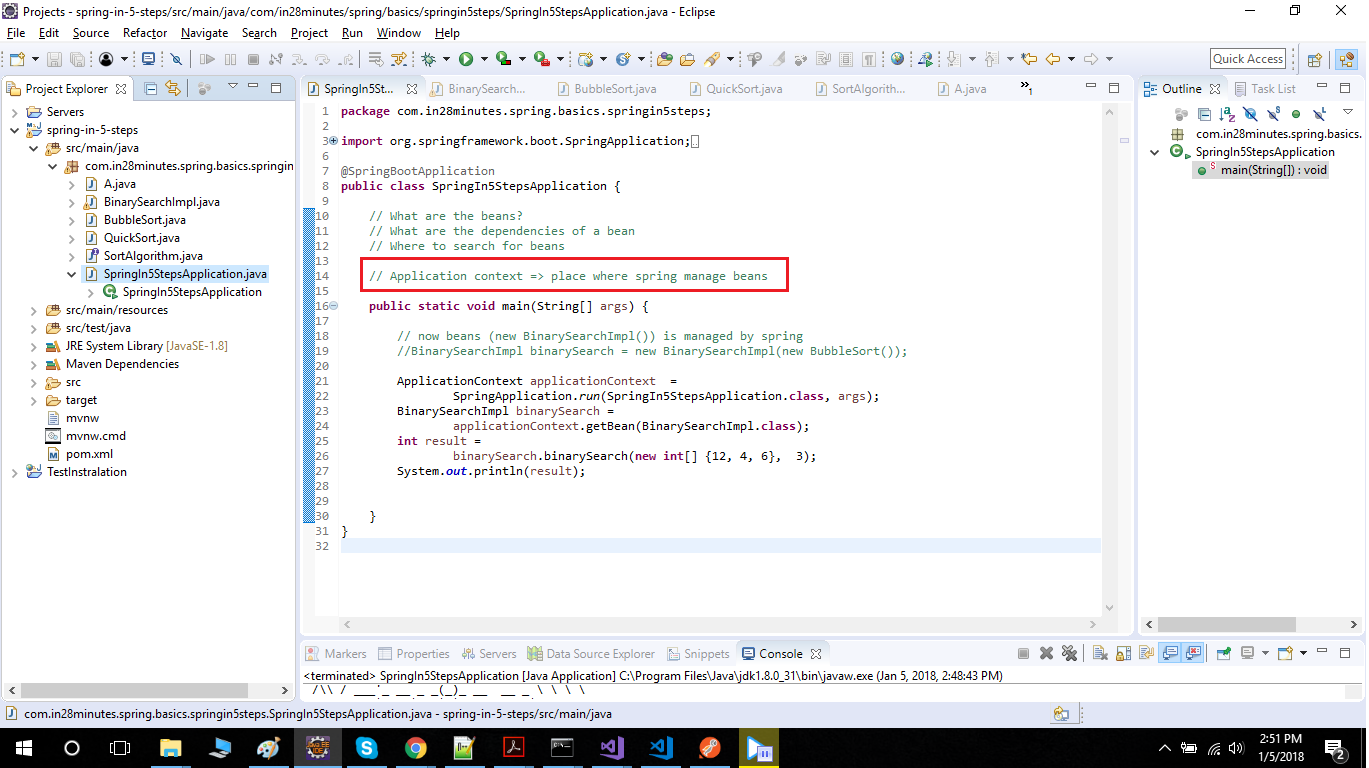 Projects - spring-in-5-steps/src/main/java/com/in28minutes/spring/basics/springin5steps/SpringIn5StepsApplication.java - Eclipse
File Edit Source Refactor Navigate Search Project Run Window Help
Quick Access
Project Explorer
Servers
spring-in-5-steps
src/main/java
com.in28minutes.spring.basics.springin
A.java
BinarySearchImpl.java
BubbleSort.java
QuickSort.java
SortAlgorithm.java
SpringIn5StepsApplication.java
SpringIn5StepsApplication
src/main/resources
src/test/java
JRE System Library [JavaSE-1.8]
Maven Dependencies
src
target
mvnw
mvnw.cmd
pom.xml
TestInstralation
SpringIn5St... BinarySearch... BubbleSort.java QuickSort.java SortAlgorith... A.java »1
1 package com.in28minutes.spring.basics.springin5steps;
2
3 import org.springframework.boot.SpringApplication;
6
7 @SpringBootApplication
8 public class SpringIn5StepsApplication {
9
10 // What are the beans?
11 // What are the dependencies of a bean
12 // Where to search for beans
13
14 // Application context => place where spring manage beans
15
16 public static void main(String[] args) {
17
18 // now beans (new BinarySearchImpl()) is managed by spring
19 //BinarySearchImpl binarySearch = new BinarySearchImpl(new BubbleSort());
20
21 ApplicationContext applicationContext =
22 SpringApplication.run(SpringIn5StepsApplication.class, args);
23 BinarySearchImpl binarySearch =
24 applicationContext.getBean(BinarySearchImpl.class);
25 int result =
26 binarySearch.binarySearch(new int[] {12, 4, 6}, 3);
27 System.out.println(result);
28
29
30 }
31 }
32
Outline Task List
com.in28minutes.spring.basics.
SpringIn5StepsApplication
main(String[]) : void
Markers Properties Servers Data Source Explorer Snippets Console
<terminated> SpringIn5StepsApplication [Java Application] C:\Program Files\Java\jdk1.8.0_31\bin\javaw.exe (Jan 5, 2018, 2:48:43 PM)
com.in28minutes.spring.basics.springin5steps.SpringIn5StepsApplication.java - spring-in-5-steps/src/main/java
2:51 PM
1/5/2018
2